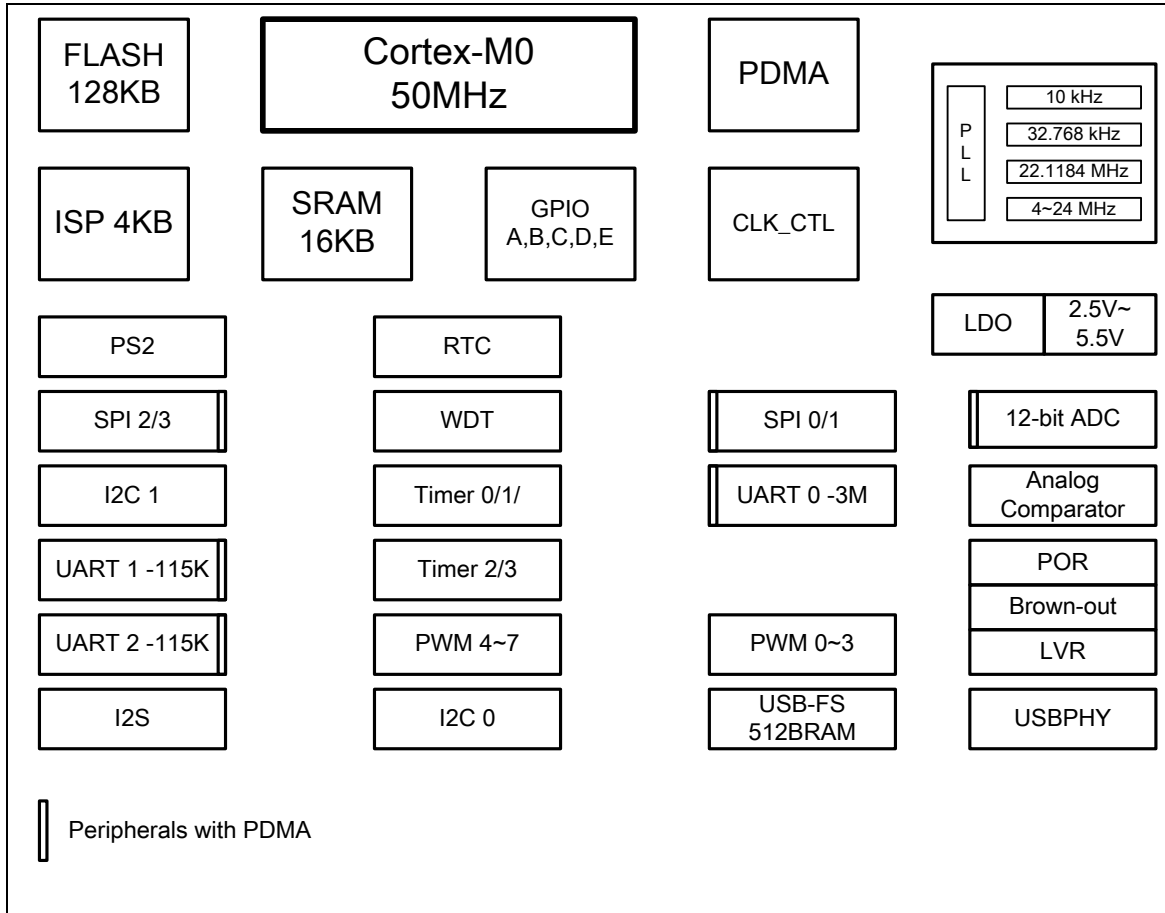 FLASH
128KB
Cortex-M0
50MHz
PDMA
P
L
L
10 kHz
32.768 kHz
22.1184 MHz
4~24 MHz
ISP 4KB
SRAM
16KB
GPIO
A,B,C,D,E
CLK_CTL
LDO
2.5V~
5.5V
PS2
RTC
SPI 2/3
WDT
SPI 0/1
12-bit ADC
I2C 1
Timer 0/1/
UART 0 -3M
Analog
Comparator
UART 1 -115K
Timer 2/3
POR
Brown-out
UART 2 -115K
PWM 4~7
PWM 0~3
LVR
I2S
I2C 0
USB-FS
512BRAM
USBPHY
Peripherals with PDMA